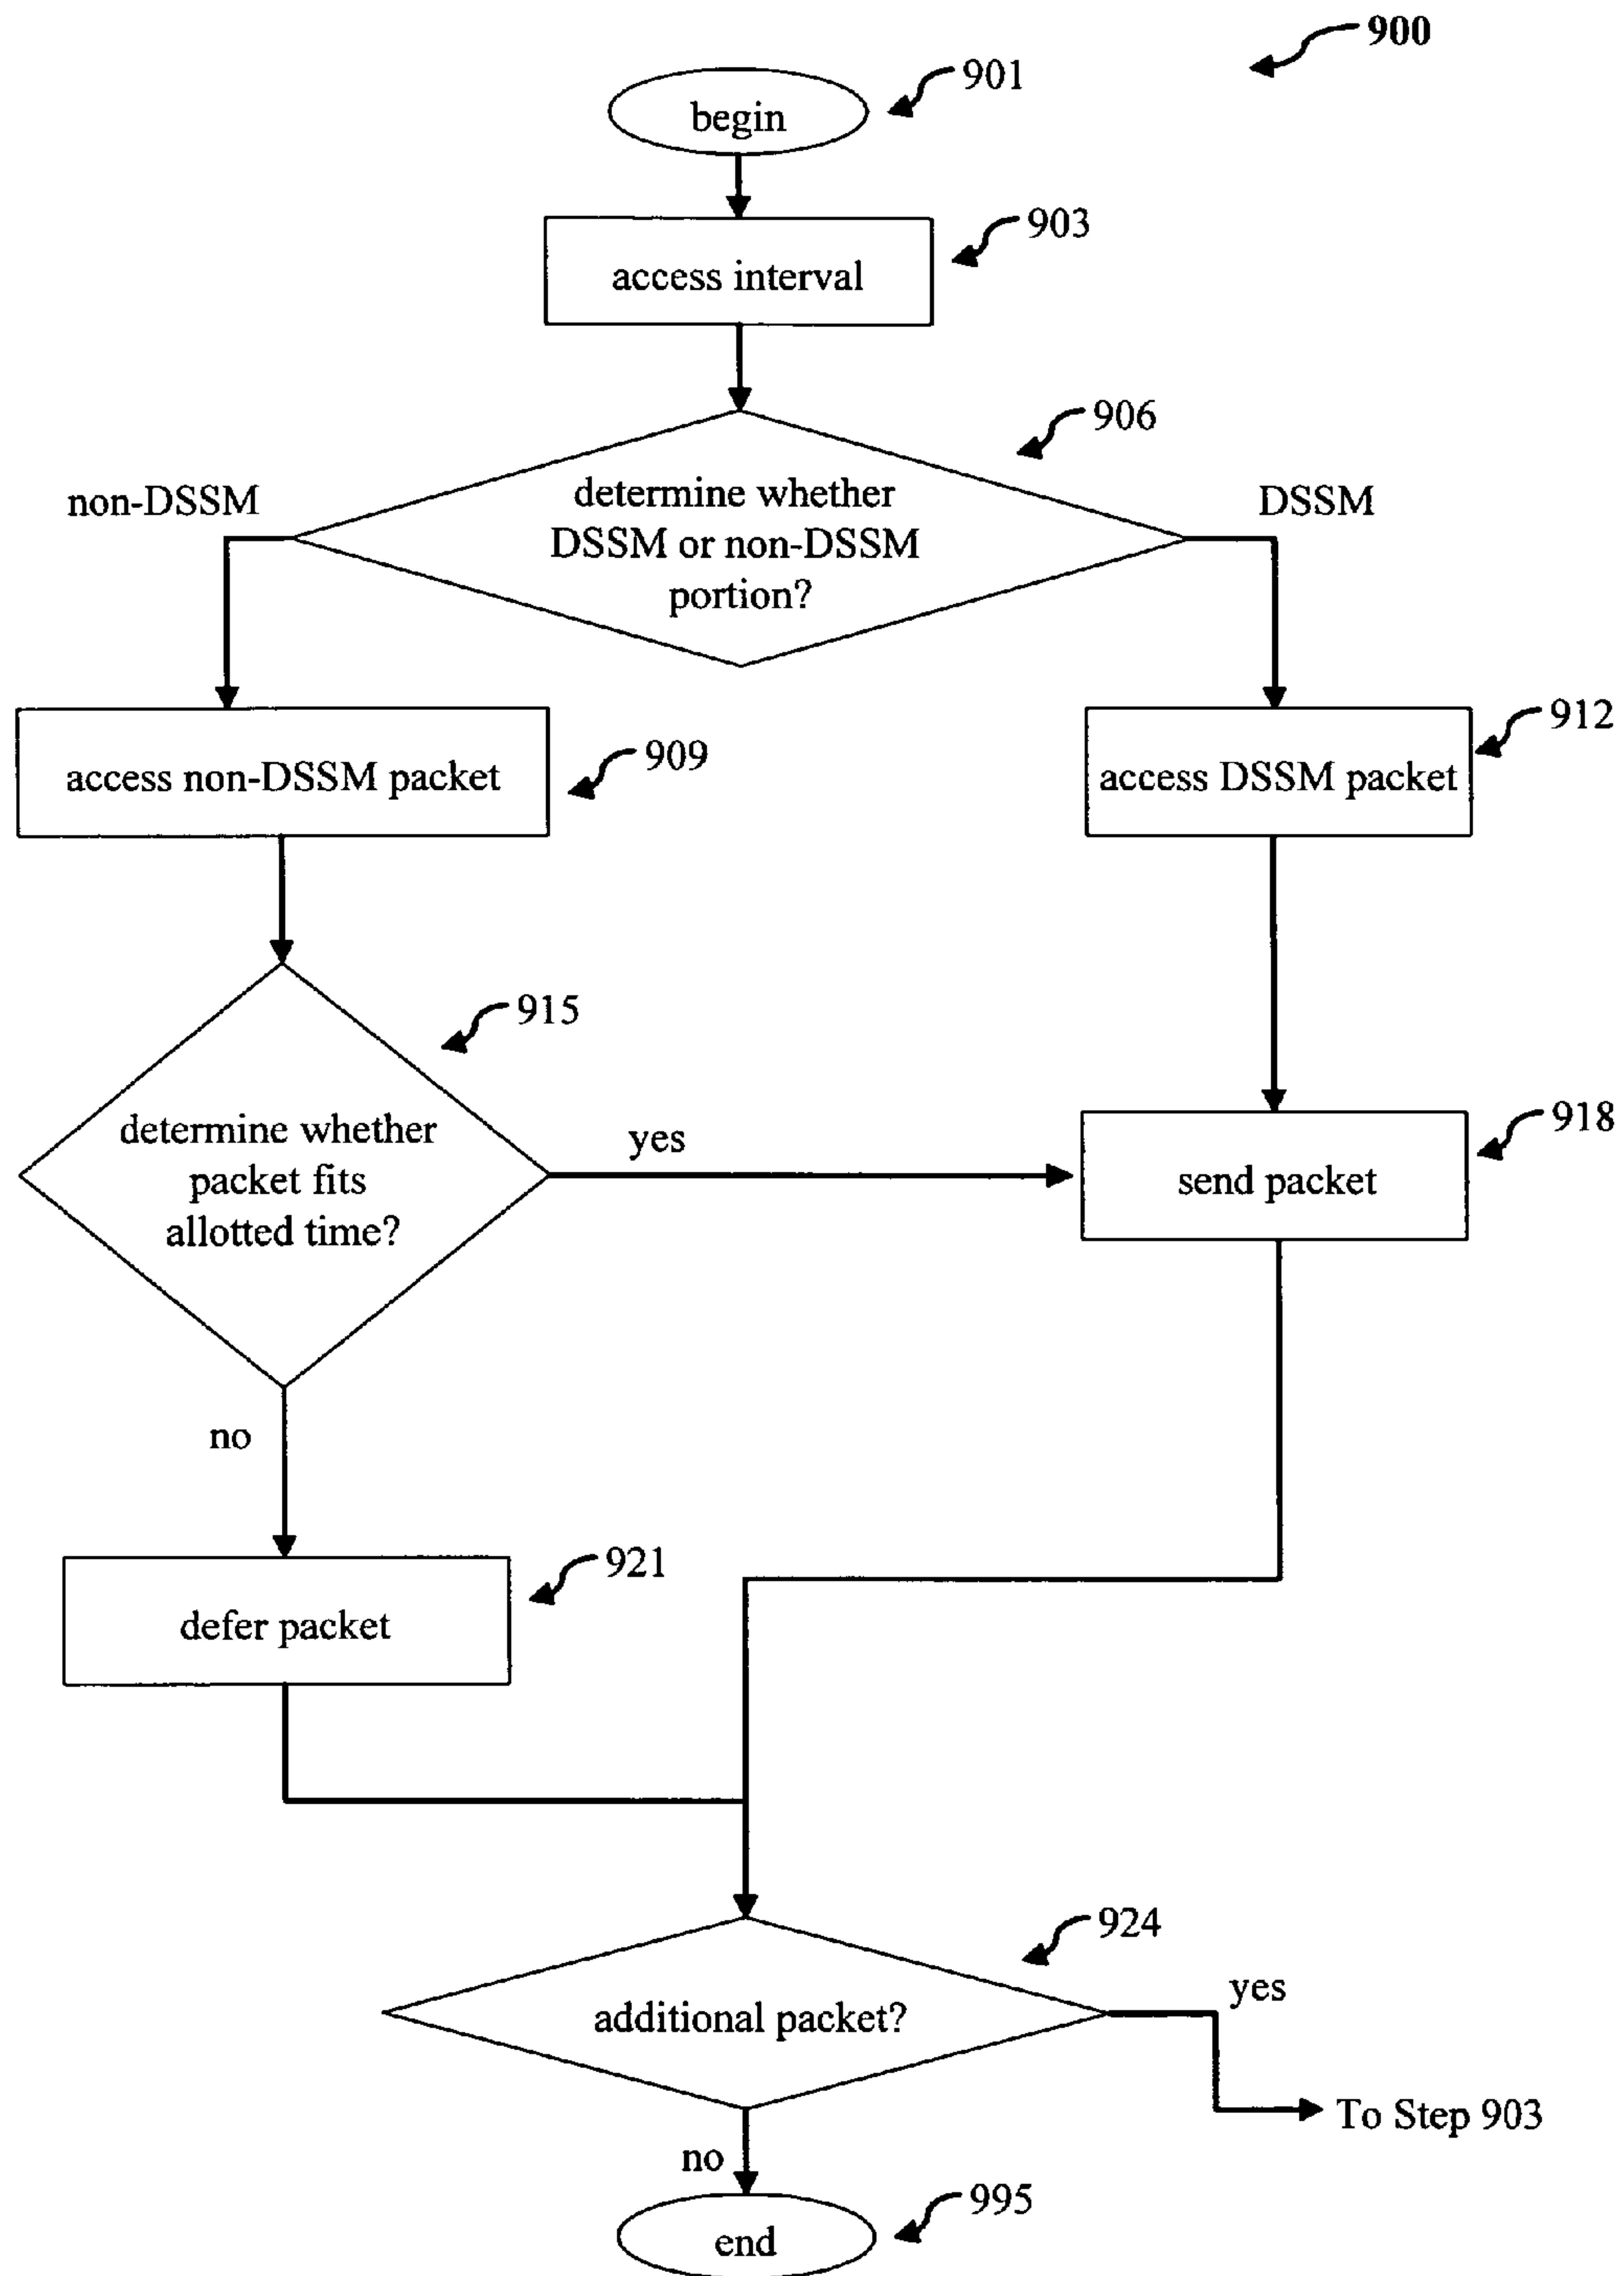 900
901
begin
903
access interval
906
non-DSSM
determine whether
DSSM or non-DSSM
portion?
DSSM
909
access non-DSSM packet
912
access DSSM packet
915
determine whether
packet fits
allotted time?
yes
918
send packet
no
921
defer packet
924
additional packet?
yes
To Step 903
no
995
end